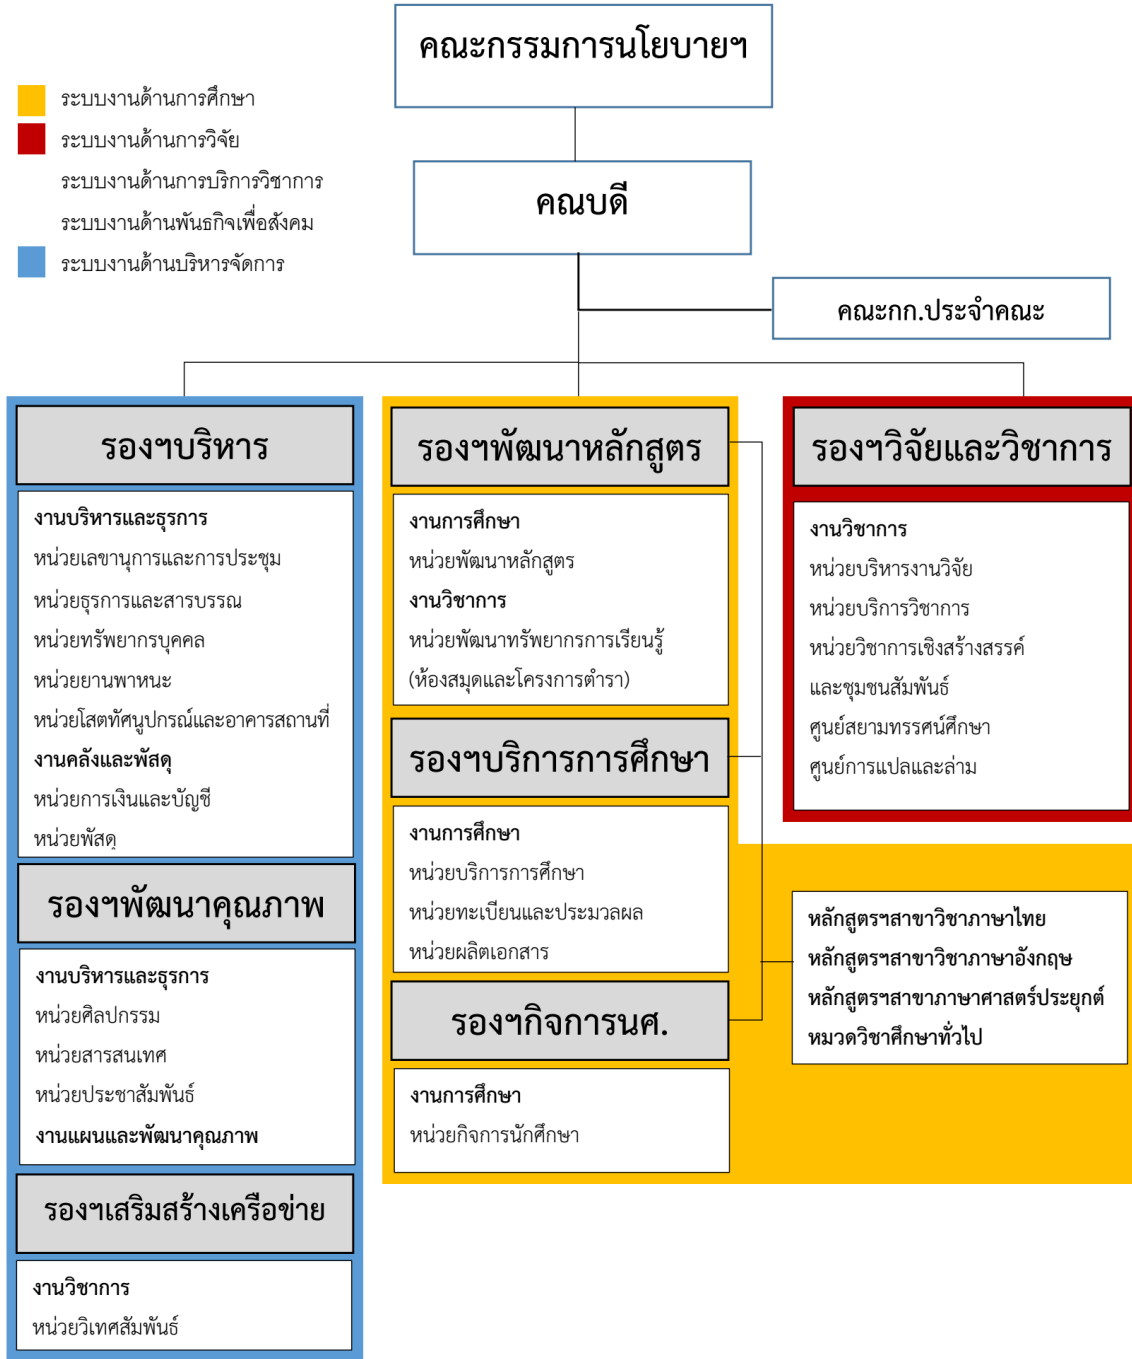 คณะกรรมการนโยบายฯ
ระบบงานด้านการศึกษา
ระบบงานด้านการวิจัย
ระบบงานด้านการบริการวิชาการ
ระบบงานด้านพันธกิจเพื่อสังคม
ระบบงานด้านบริหารจัดการ
คณบดี
คณะกก.ประจำคณะ
รองฯบริหาร
งานบริหารและธุรการ
หน่วยเลขานุการและการประชุม
หน่วยธุรการและสารบรรณ
หน่วยทรัพยากรบุคคล
หน่วยยานพาหนะ
หน่วยโสตทัศนูปกรณ์และอาคารสถานที่
งานคลังและพัสดุ
หน่วยการเงินและบัญชี
หน่วยพัสดุ
รองฯพัฒนาคุณภาพ
งานบริหารและธุรการ
หน่วยศิลปกรรม
หน่วยสารสนเทศ
หน่วยประชาสัมพันธ์
งานแผนและพัฒนาคุณภาพ
รองฯเสริมสร้างเครือข่าย
งานวิชาการ
หน่วยวิเทศสัมพันธ์
รองฯพัฒนาหลักสูตร
งานการศึกษา
หน่วยพัฒนาหลักสูตร
งานวิชาการ
หน่วยพัฒนาทรัพยากรการเรียนรู้
(ห้องสมุดและโครงการตำรา)
รองฯบริการการศึกษา
งานการศึกษา
หน่วยบริการการศึกษา
หน่วยทะเบียนและประมวลผล
หน่วยผลิตเอกสาร
รองฯกิจการนศ.
งานการศึกษา
หน่วยกิจการนักศึกษา
รองฯวิจัยและวิชาการ
งานวิชาการ
หน่วยบริหารงานวิจัย
หน่วยบริการวิชาการ
หน่วยวิชาการเชิงสร้างสรรค์
และชุมชนสัมพันธ์
ศูนย์สยามทรรศน์ศึกษา
ศูนย์การแปลและล่าม
หลักสูตรฯสาขาวิชาภาษาไทย
หลักสูตรฯสาขาวิชาภาษาอังกฤษ
หลักสูตรฯสาขาภาษาศาสตร์ประยุกต์
หมวดวิชาศึกษาทั่วไป